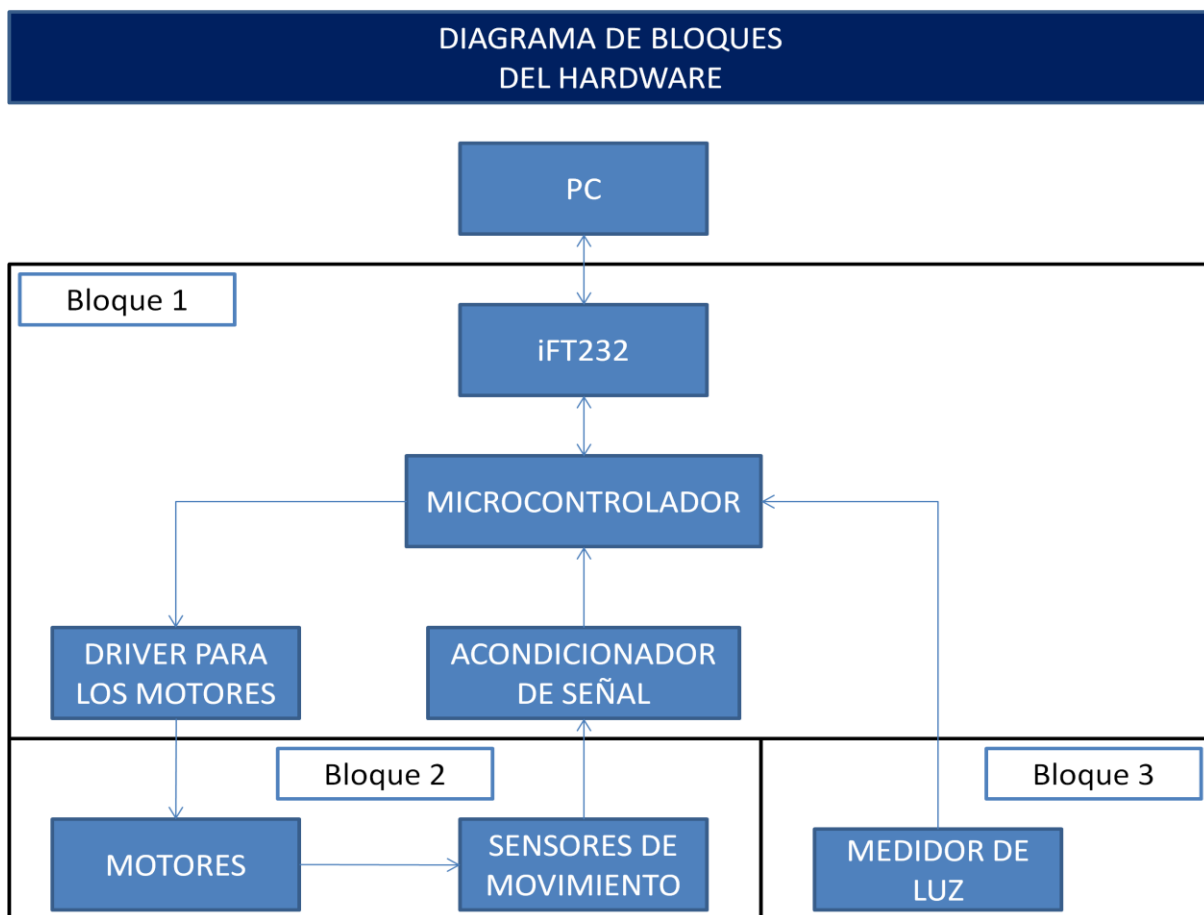 DIAGRAMA DE BLOQUES
DEL HARDWARE
PC
Bloque 1
iFT232
MICROCONTROLADOR
DRIVER PARA
LOS MOTORES
ACONDICIONADOR
DE SEÑAL
Bloque 2
Bloque 3
MOTORES
SENSORES DE
MOVIMIENTO
MEDIDOR DE
LUZ